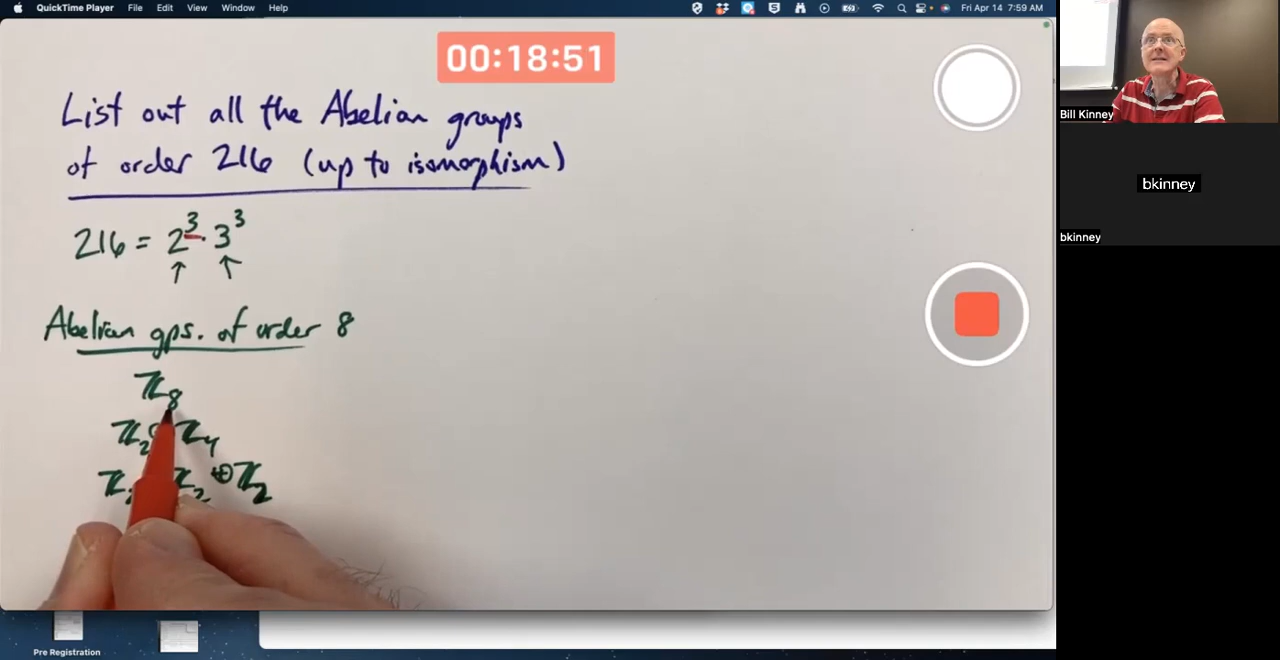 QuickTime Player File Edit View Window Help
Fri Apr 14 7:59 AM
00:18:51
List out all the Abelian groups
of order 216 (up to isomorphism)
216 = 2³·3³
↑ ↑
Abelian gps. of order 8
ℤ₈
ℤ₂ ℤ₄
ℤ ℤ₂ ⊕ ℤ₂
Bill Kinney
bkinney
bkinney
Pre Registration